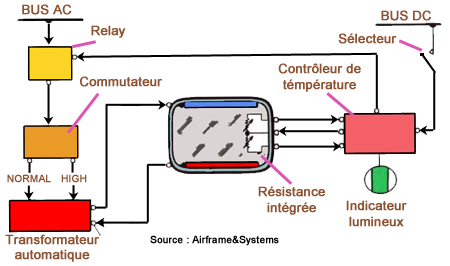 BUS AC
BUS DC
Relay
Sélecteur
Commutateur
Contrôleur de
témpérature
NORMAL
HIGH
Résistance
intégrée
Indicateur
lumineux
Transformateur
automatique
Source : Airframe&Systems